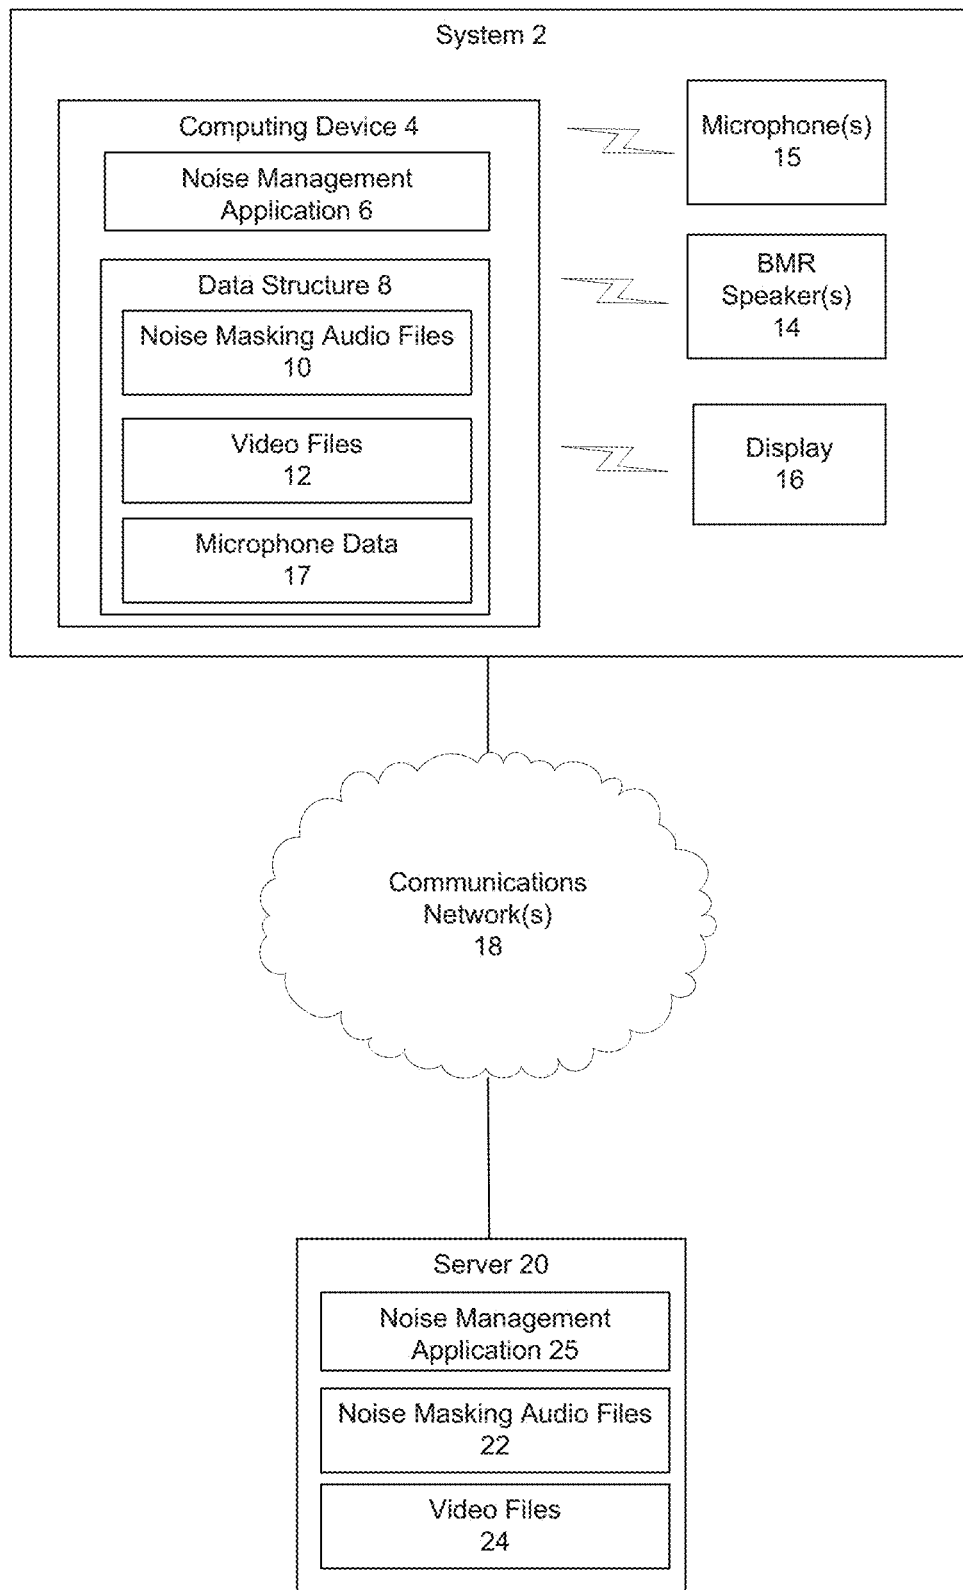 System 2
Computing Device 4
Noise Management
Application 6
Data Structure 8
Noise Masking Audio Files
10
Video Files
12
Microphone Data
17
Microphone(s)
15
BMR
Speaker(s)
14
Display
16
Communications
Network(s)
18
Server 20
Noise Management
Application 25
Noise Masking Audio Files
22
Video Files
24